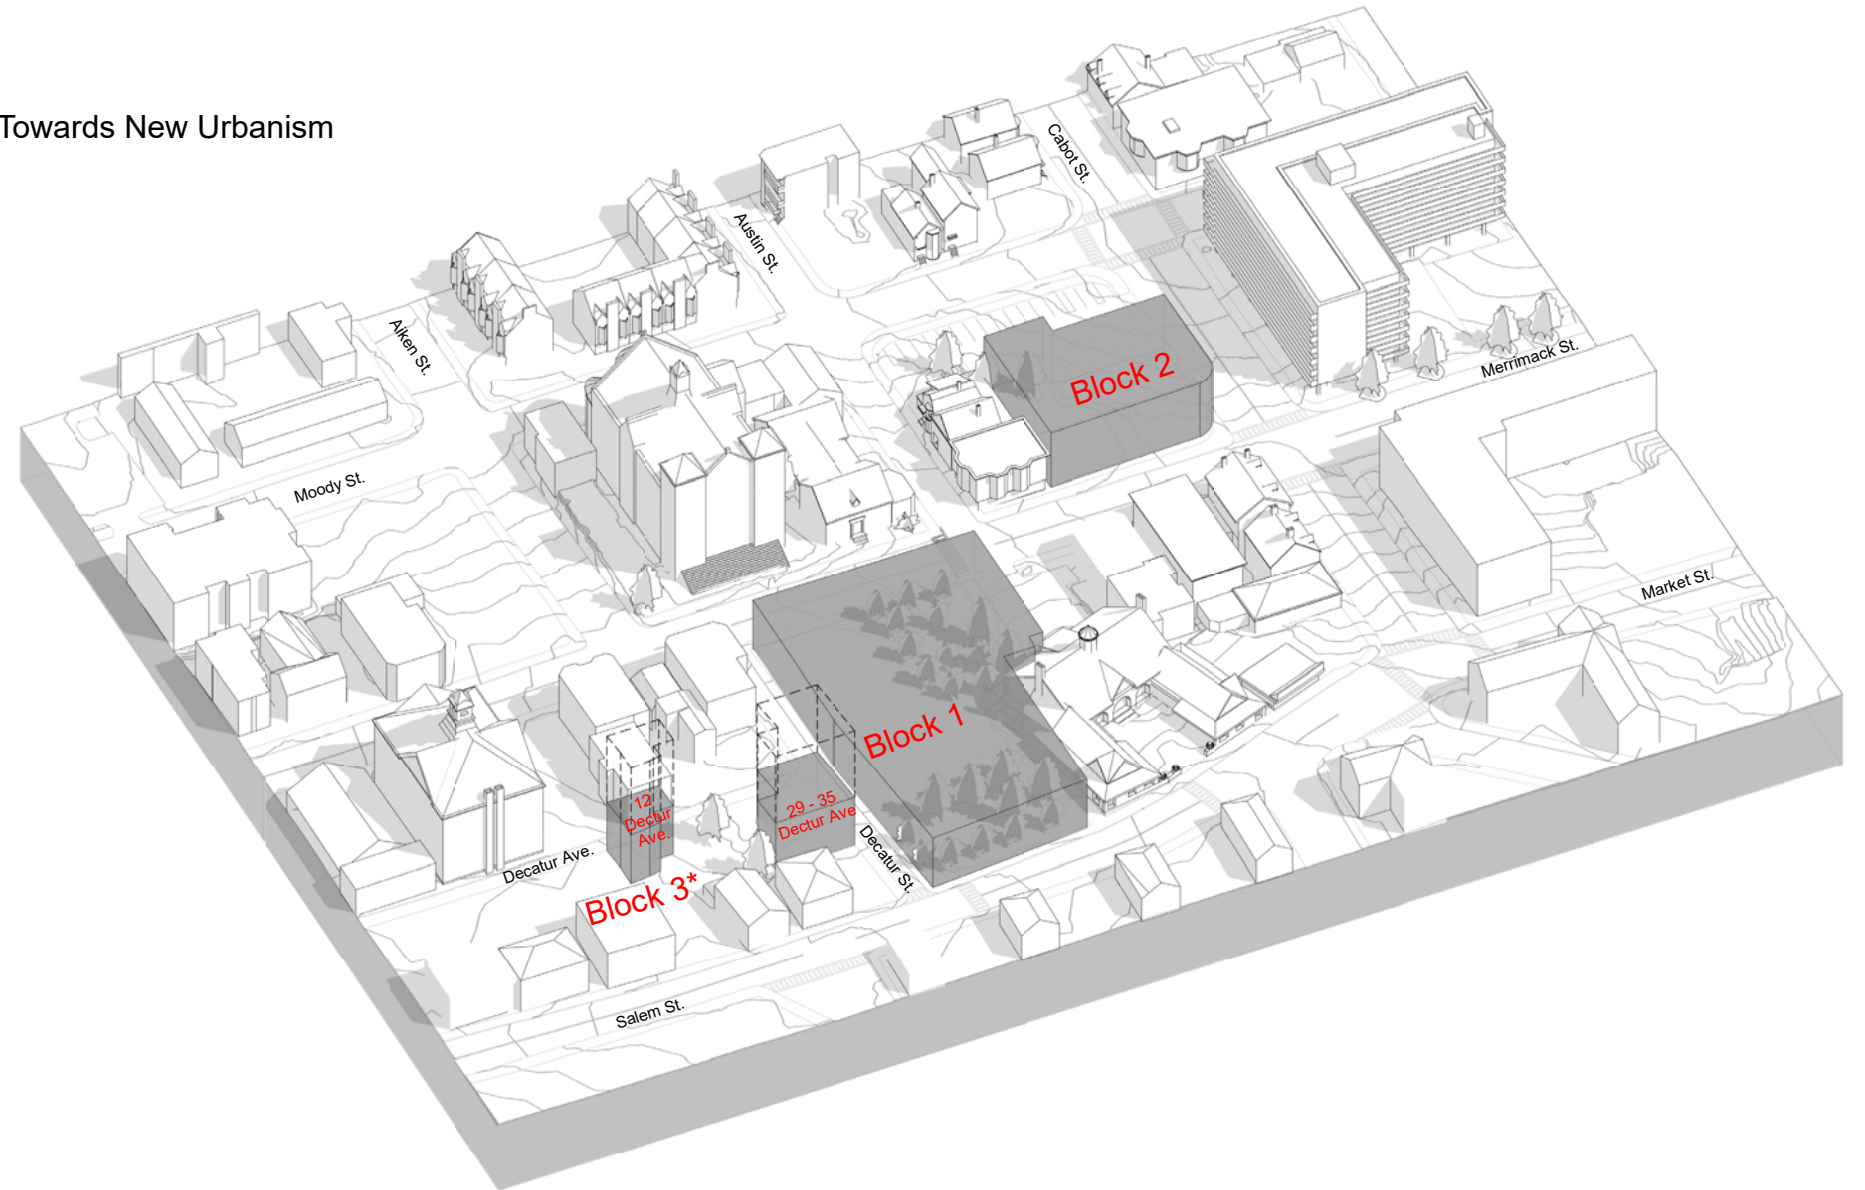 Towards New Urbanism
Cabot St.
Austin St.
Aiken St.
Merrimack St.
Block 2
Moody St.
Market St.
Block 1
12
Dectur
Ave.
29 - 35
Dectur Ave
Decatur St.
Decatur Ave.
Block 3*
Salem St.